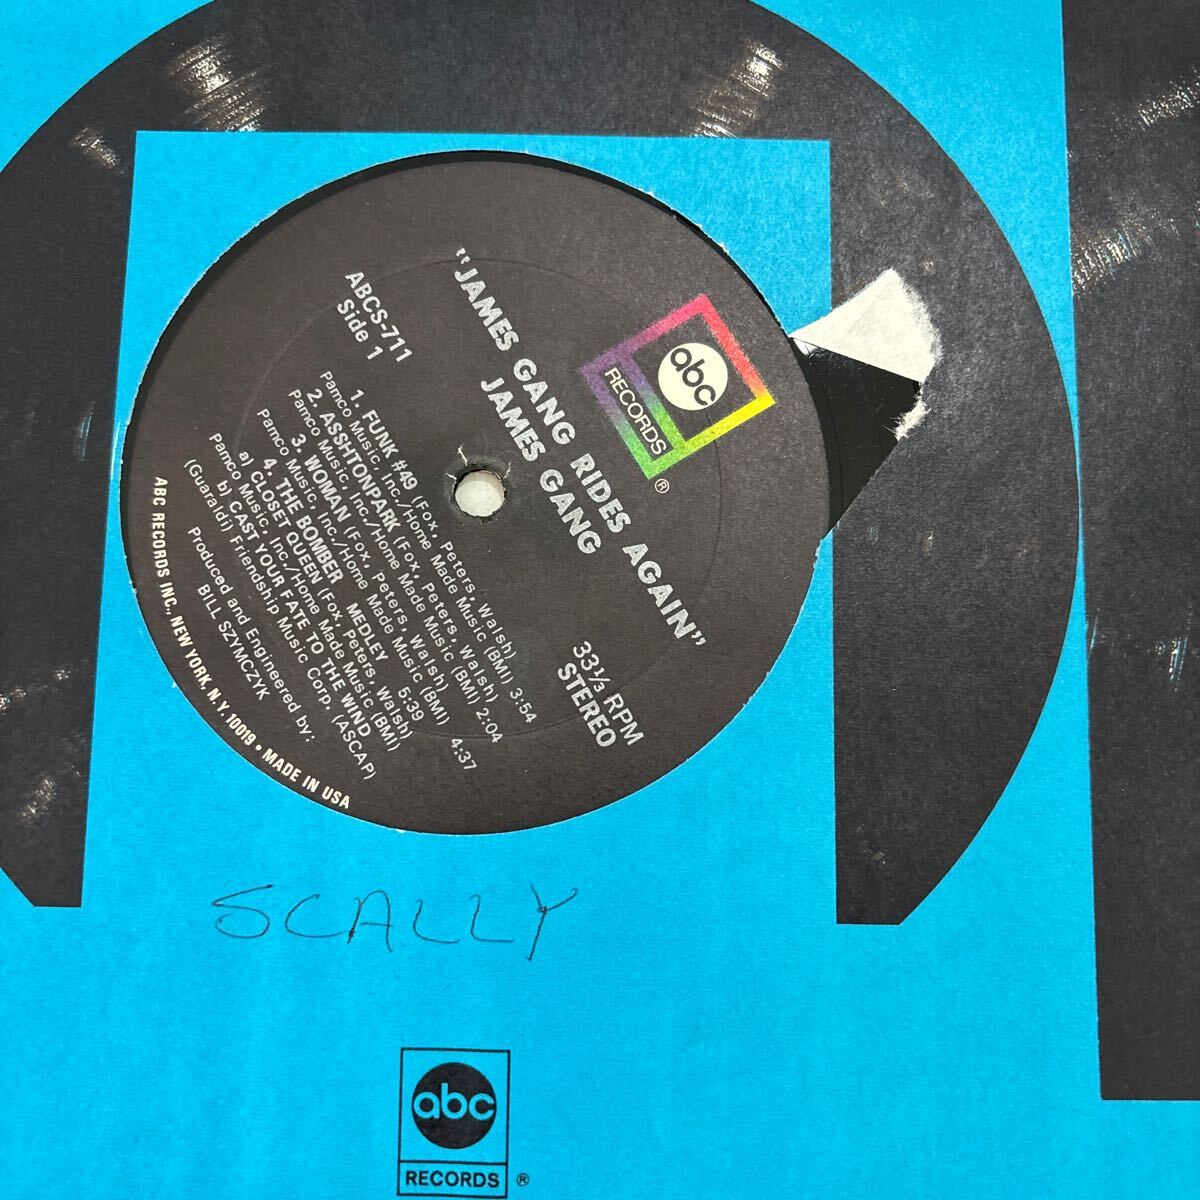 abc
RECORDS ®
"JAMES GANG RIDES AGAIN"
JAMES GANG
ABCS-711
Side 1
33⅓ RPM
STEREO
1. FUNK #49 (Fox, Peters, Walsh)
Pamco Music, Inc./Home Made Music (BMI) 3:54
2. ASSHTONPARK (Fox, Peters, Walsh)
Pamco Music, Inc./Home Made Music (BMI) 2:04
3. WOMAN (Fox, Peters, Walsh)
Pamco Music, Inc./Home Made Music (BMI) 4:37
4. THE BOMBER MEDLEY 5:39
a) CLOSET QUEEN (Fox, Peters, Walsh)
Pamco Music, Inc./Home Made Music (BMI)
b) CAST YOUR FATE TO THE WIND
(Guaraldi) Friendship Music Corp. (ASCAP)
Produced and Engineered by:
BILL SZYMCZYK
ABC RECORDS INC., NEW YORK, N.Y. 10019 • MADE IN USA
SCALLY
abc
RECORDS ®